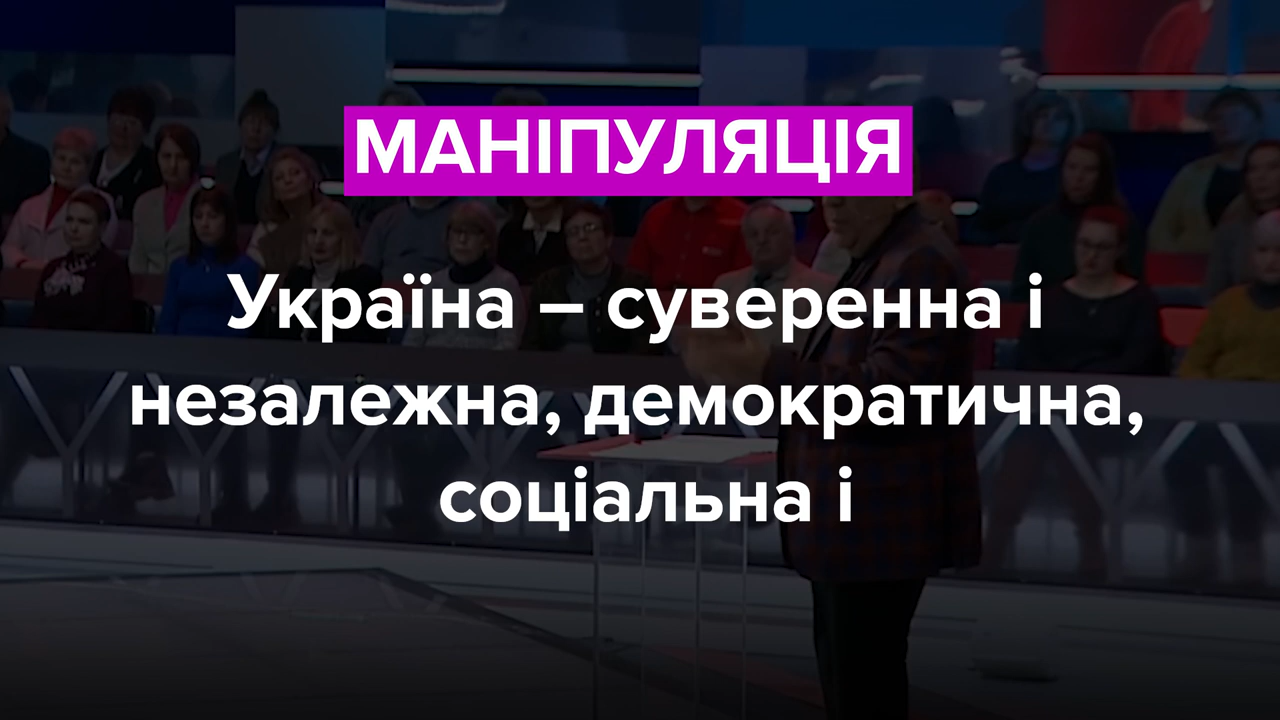 МАНІПУЛЯЦІЯ
Україна – суверенна і
незалежна, демократична,
соціальна і